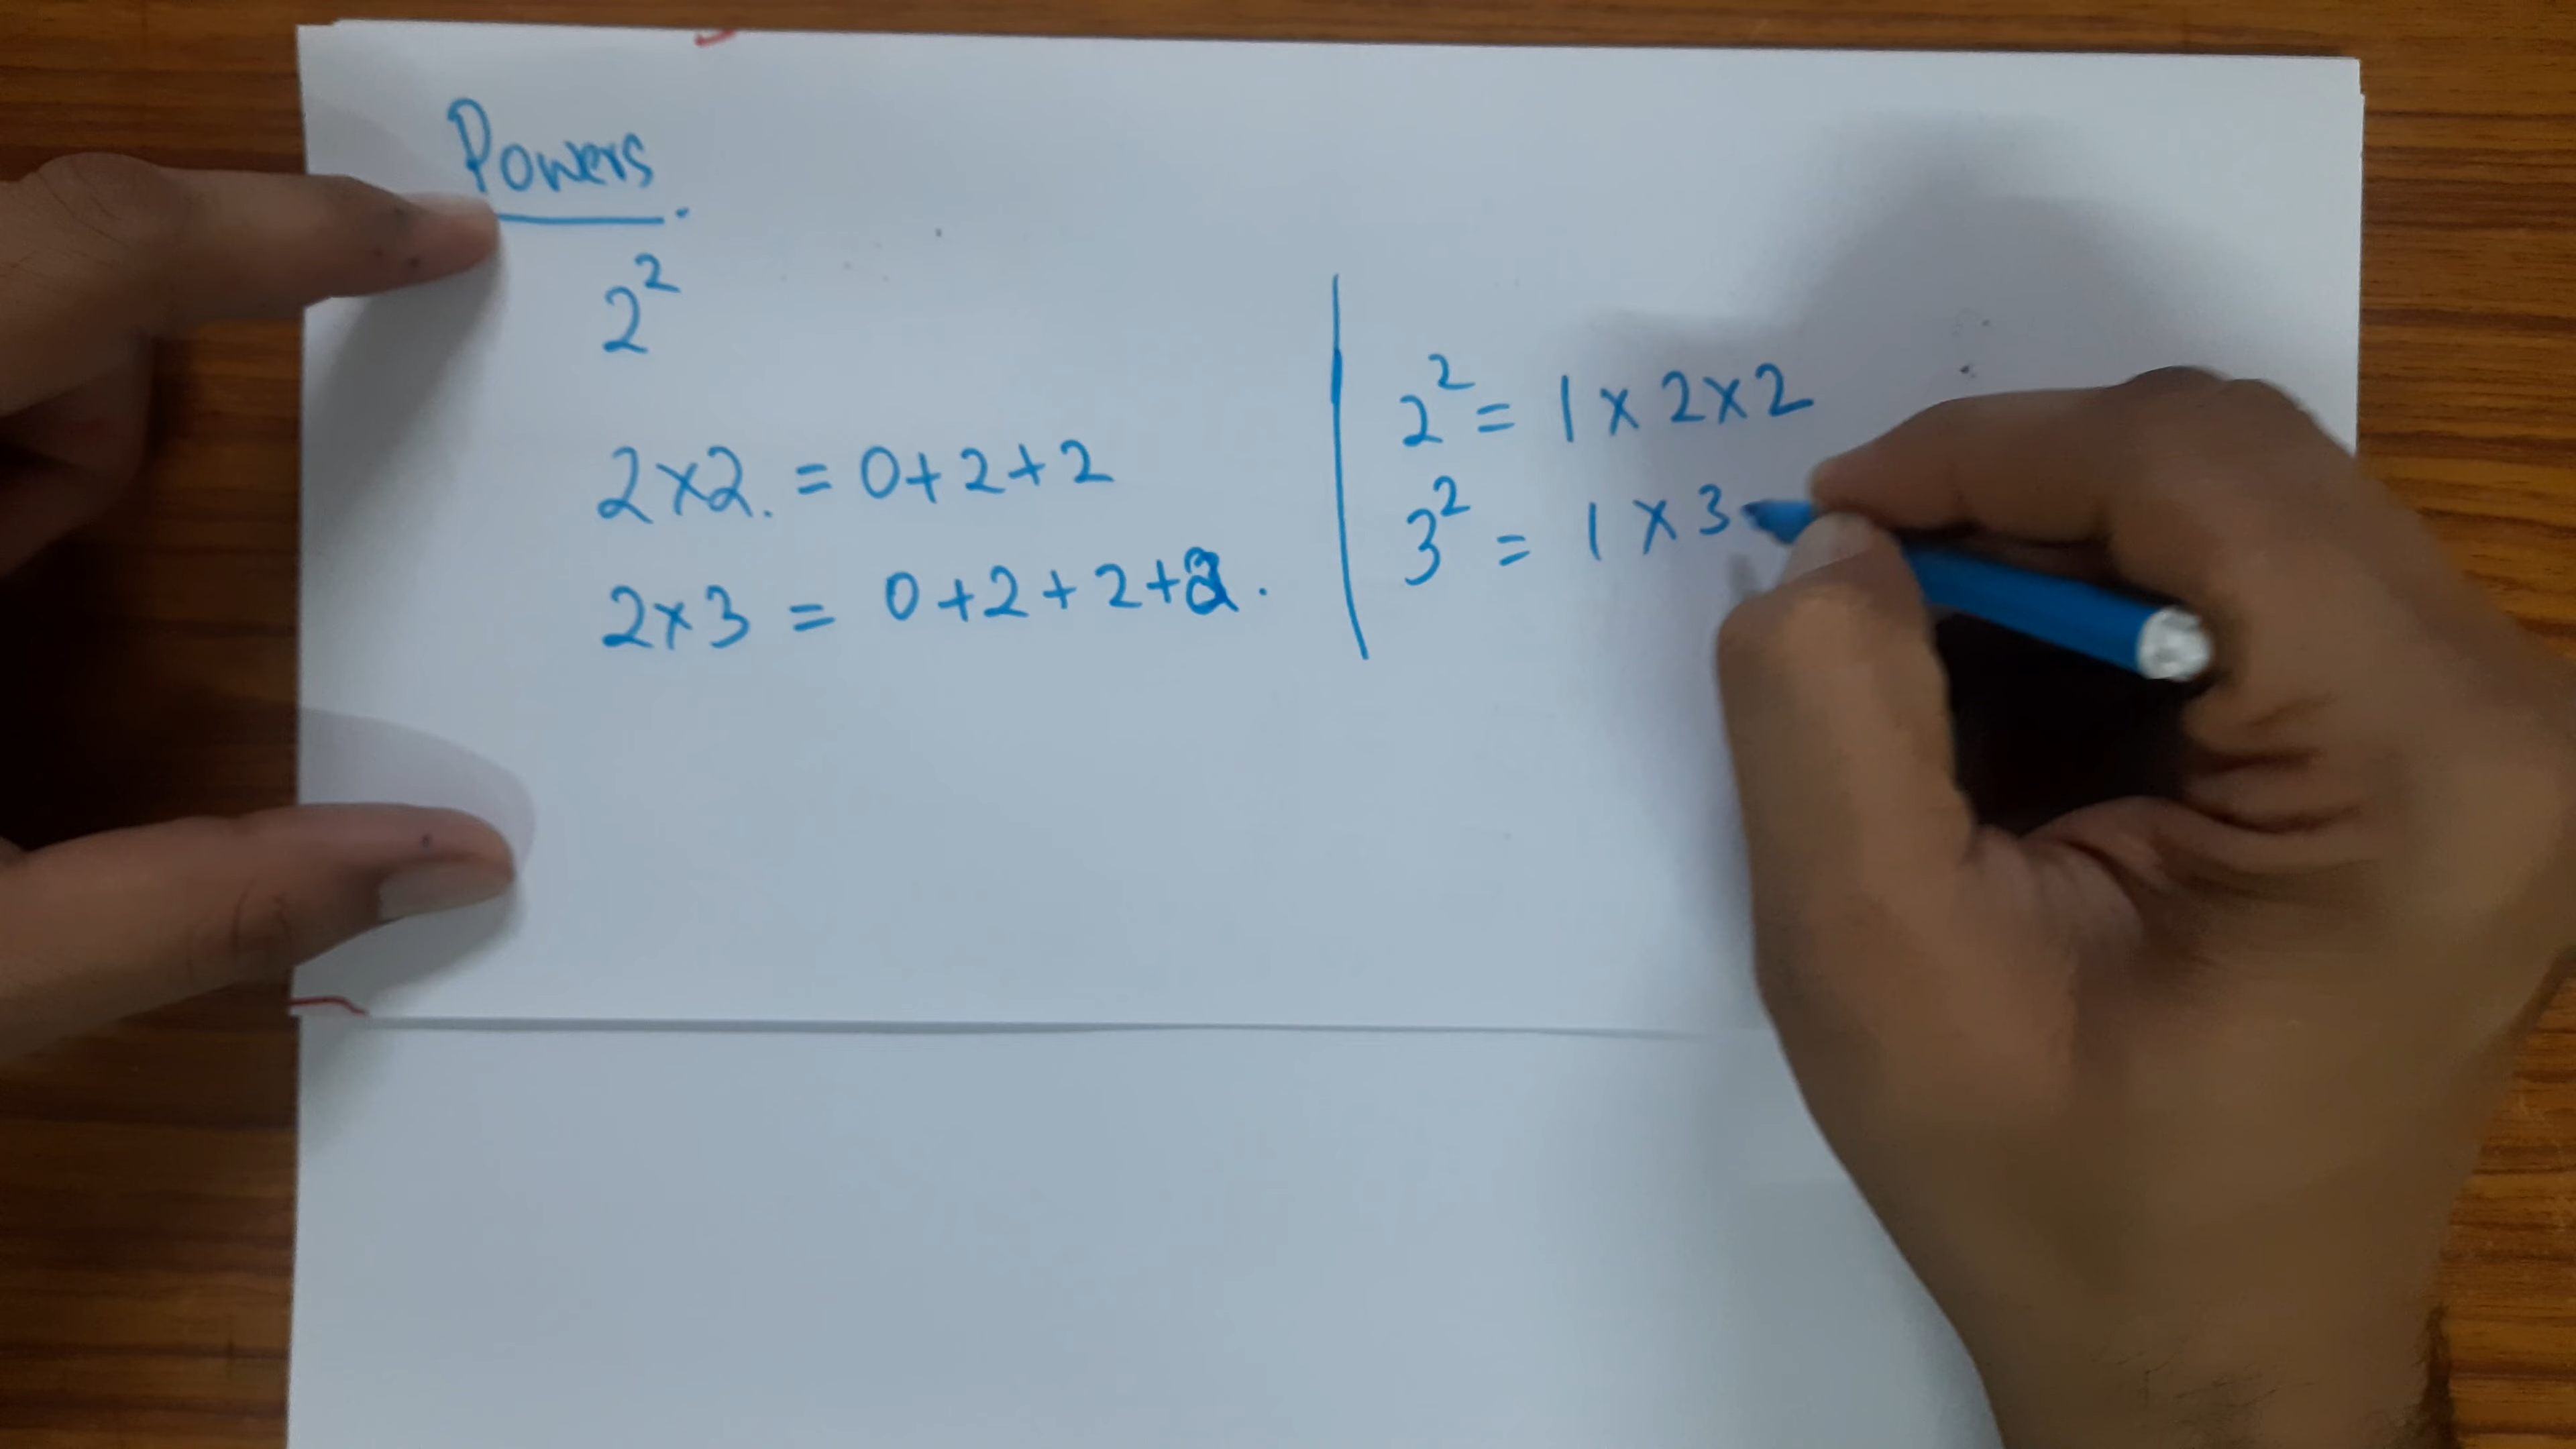 Powers.
2²
2×2. = 0+2+2
2×3 = 0+2+2+2.
2² = 1×2×2
3² = 1×3